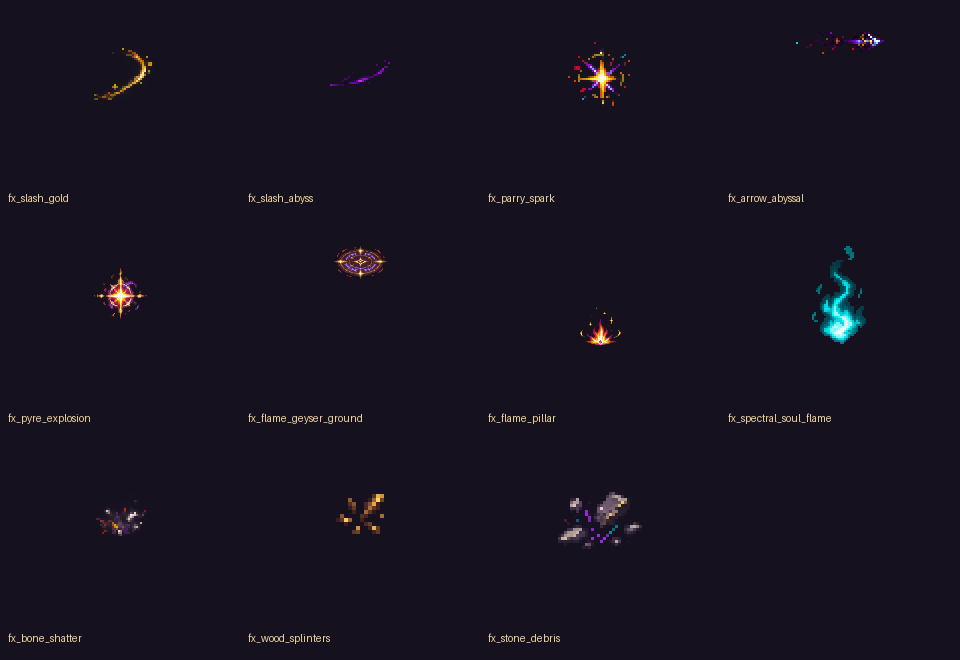 fx_slash_gold
fx_slash_abyss
fx_parry_spark
fx_arrow_abyssal
fx_pyre_explosion
fx_flame_geyser_ground
fx_flame_pillar
fx_spectral_soul_flame
fx_bone_shatter
fx_wood_splinters
fx_stone_debris